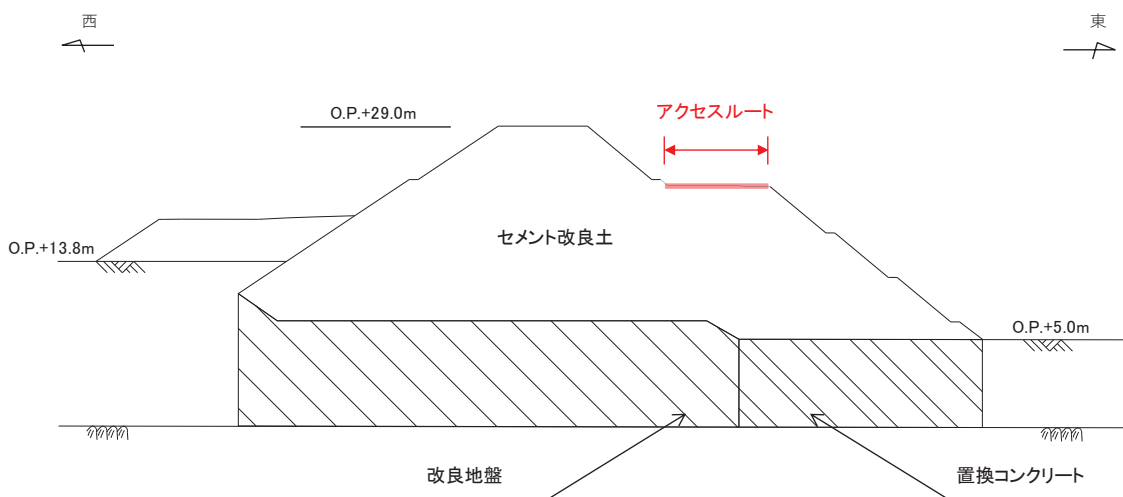 西
東
O.P.+29.0m
アクセスルート
O.P.+13.8m
セメント改良土
O.P.+5.0m
改良地盤
置換コンクリート